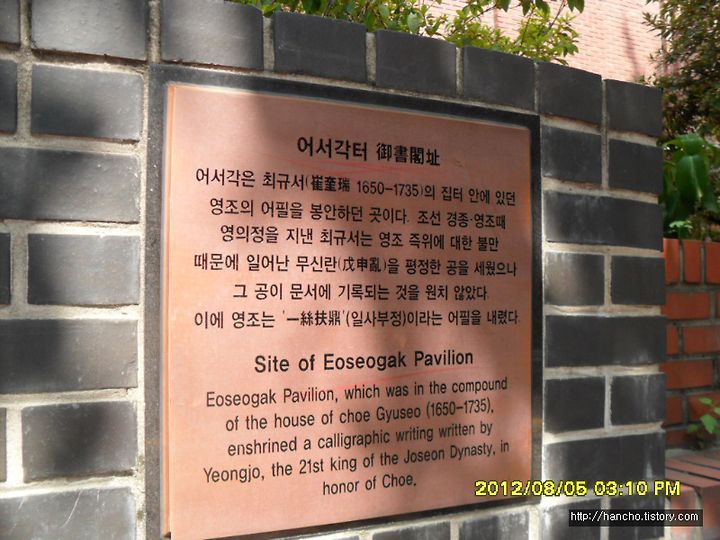 어서각터 御書閣址
어서각은 최규서(崔奎瑞 1650-1735)의 집터 안에 있던
영조의 어필을 봉안하던 곳이다. 조선 경종·영조때
영의정을 지낸 최규서는 영조 즉위에 대한 불만
때문에 일어난 무신란(戊申亂)을 평정한 공을 세웠으나
그 공이 문서에 기록되는 것을 원치 않았다.
이에 영조는 '一絲扶鼎'(일사부정)이라는 어필을 내렸다.
Site of Eoseogak Pavilion
Eoseogak Pavilion, which was in the compound
of the house of choe Gyuseo (1650-1735),
enshrined a calligraphic writing written by
Yeongjo, the 21st king of the Joseon Dynasty, in
honor of Choe.
2012/08/05 03:10 PM
http://hancho.tistory.com